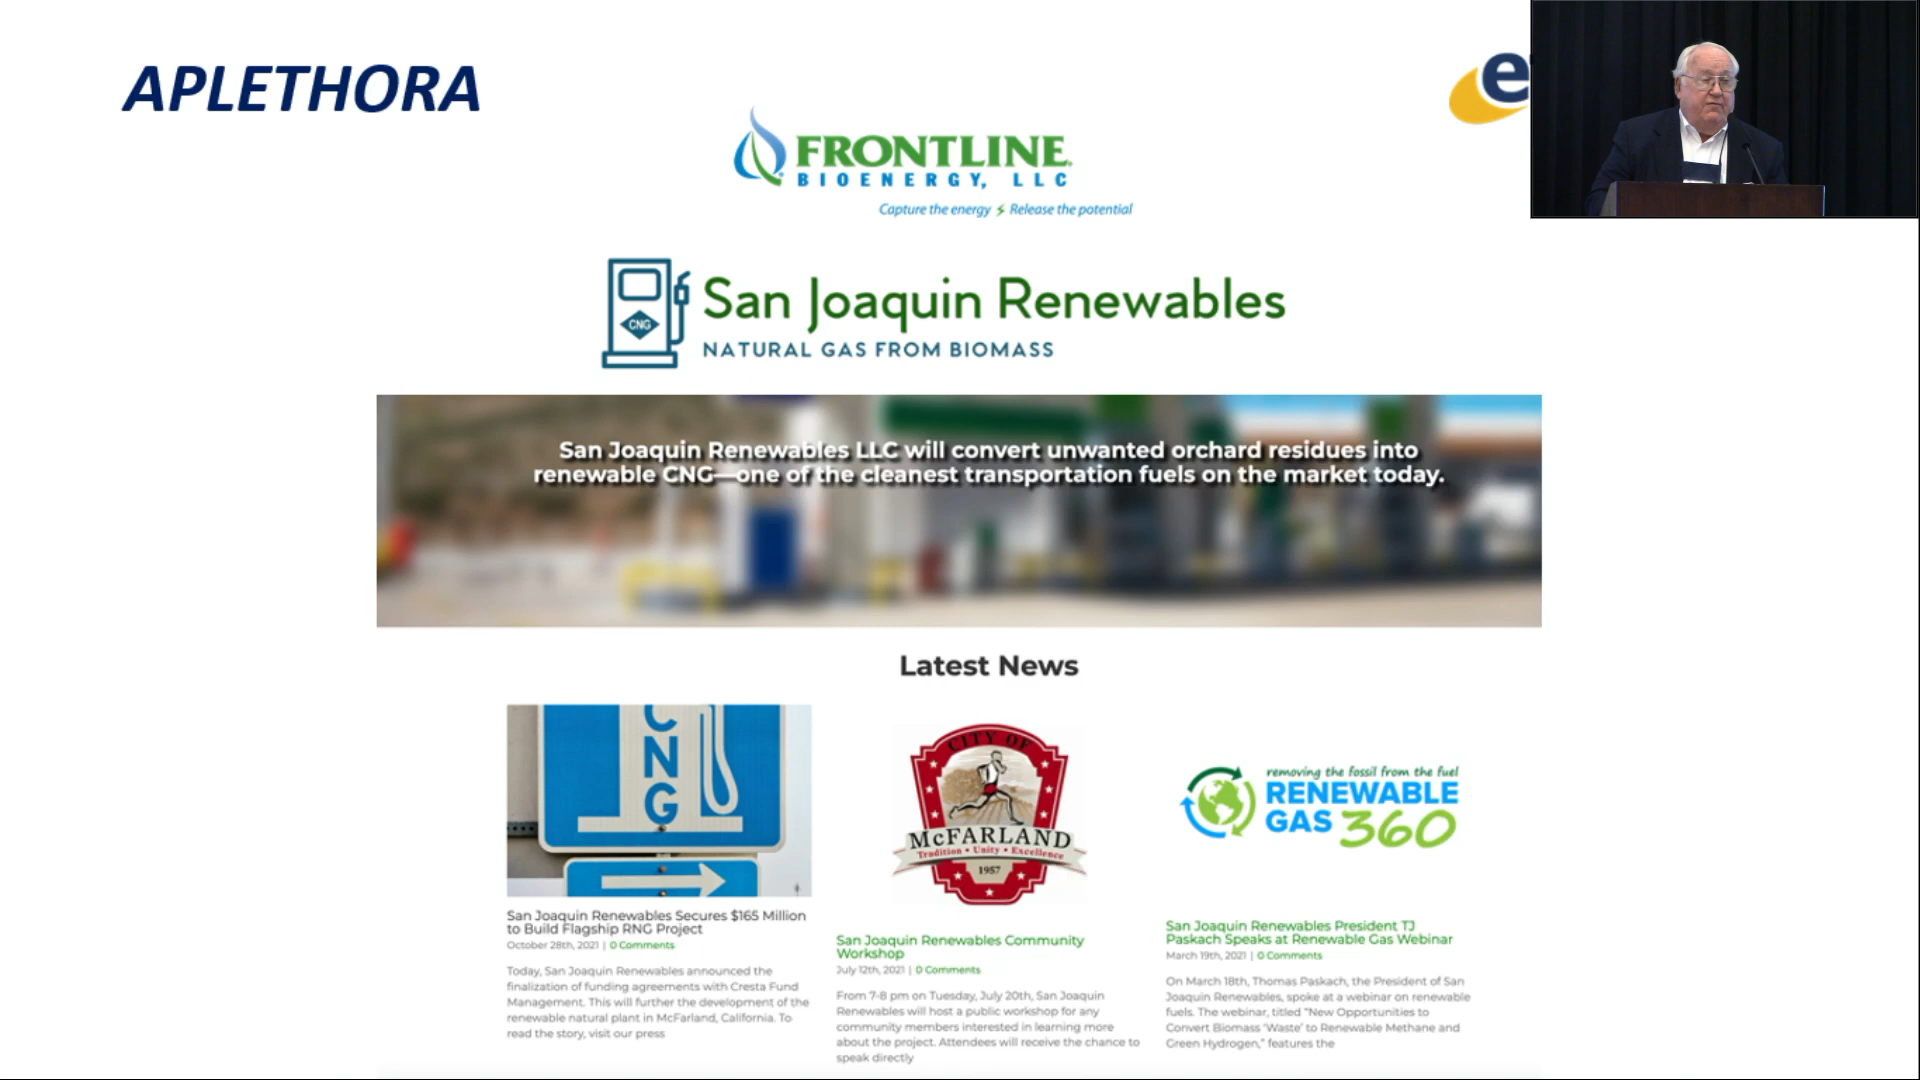 APLETHORA
e
FRONTLINE
BIOENERGY, LLC
Capture the energy Release the potential
CNG
San Joaquin Renewables
NATURAL GAS FROM BIOMASS
San Joaquin Renewables LLC will convert unwanted orchard residues into
renewable CNG—one of the cleanest transportation fuels on the market today.
Latest News
CNG
San Joaquin Renewables Secures $165 Million
to Build Flagship RNG Project
October 28th, 2021 | 0 Comments
Today, San Joaquin Renewables announced the
finalization of funding agreements with Cresta Fund
Management. This will further the development of the
renewable natural plant in McFarland, California. To
read the story, visit our press
CITY OF
McFARLAND
Tradition • Unity • Excellence
1957
San Joaquin Renewables Community
Workshop
July 12th, 2021 | 0 Comments
From 7-8 pm on Tuesday, July 20th, San Joaquin
Renewables will host a public workshop for any
community members interested in learning more
about the project. Attendees will receive the chance to
speak directly
removing the fossil from the fuel
RENEWABLE
GAS 360
San Joaquin Renewables President TJ
Paskach Speaks at Renewable Gas Webinar
March 19th, 2021 | 0 Comments
On March 18th, Thomas Paskach, the President of San
Joaquin Renewables, spoke at a webinar on renewable
fuels. The webinar, titled "New Opportunities to
Convert Biomass 'Waste' to Renewable Methane and
Green Hydrogen," features the